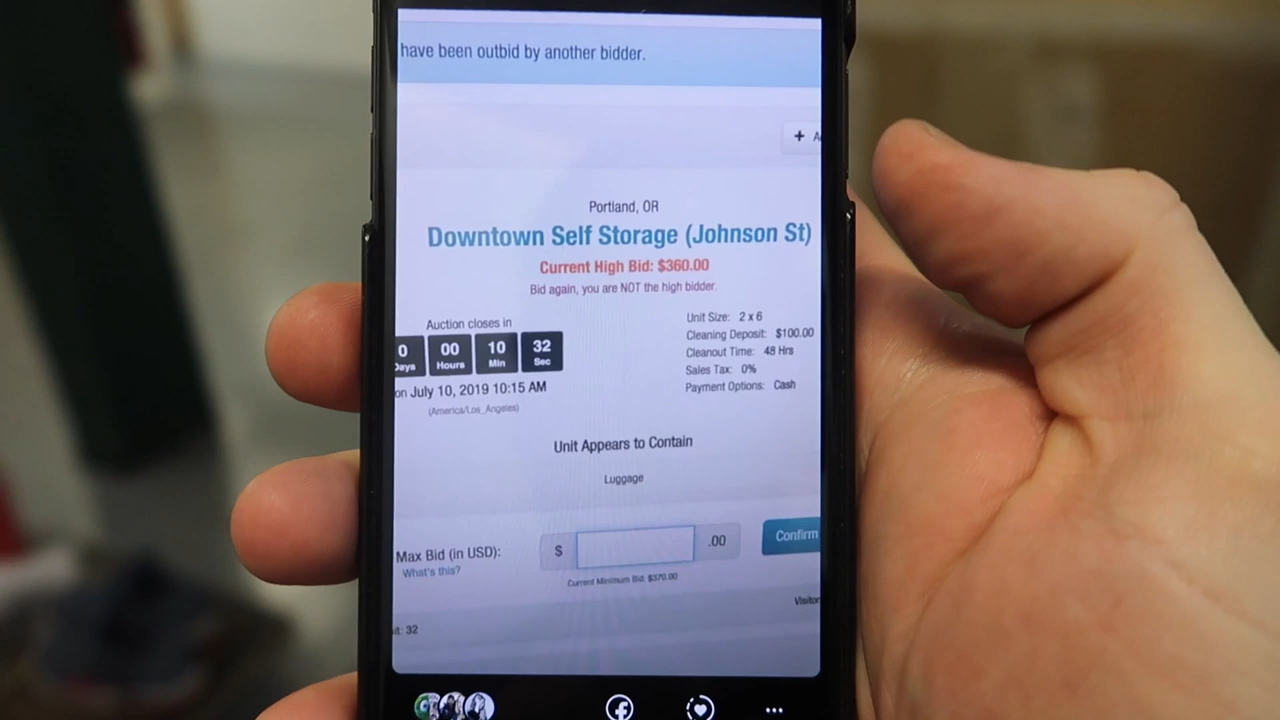 have been outbid by another bidder.
+
Portland, OR
Downtown Self Storage (Johnson St)
Current High Bid: $360.00
Bid again, you are NOT the high bidder.
Auction closes in
0 00 10 32
Days Hours Min Sec
on July 10, 2019 10:15 AM
(America/Los_Angeles)
Unit Size: 2 x 6
Cleaning Deposit: $100.00
Cleanout Time: 48 Hrs
Sales Tax: 0%
Payment Options: Cash
Unit Appears to Contain
Luggage
Max Bid (in USD):
What's this?
$ .00
Confirm
Current Minimum Bid: $370.00
Visitor
it: 32